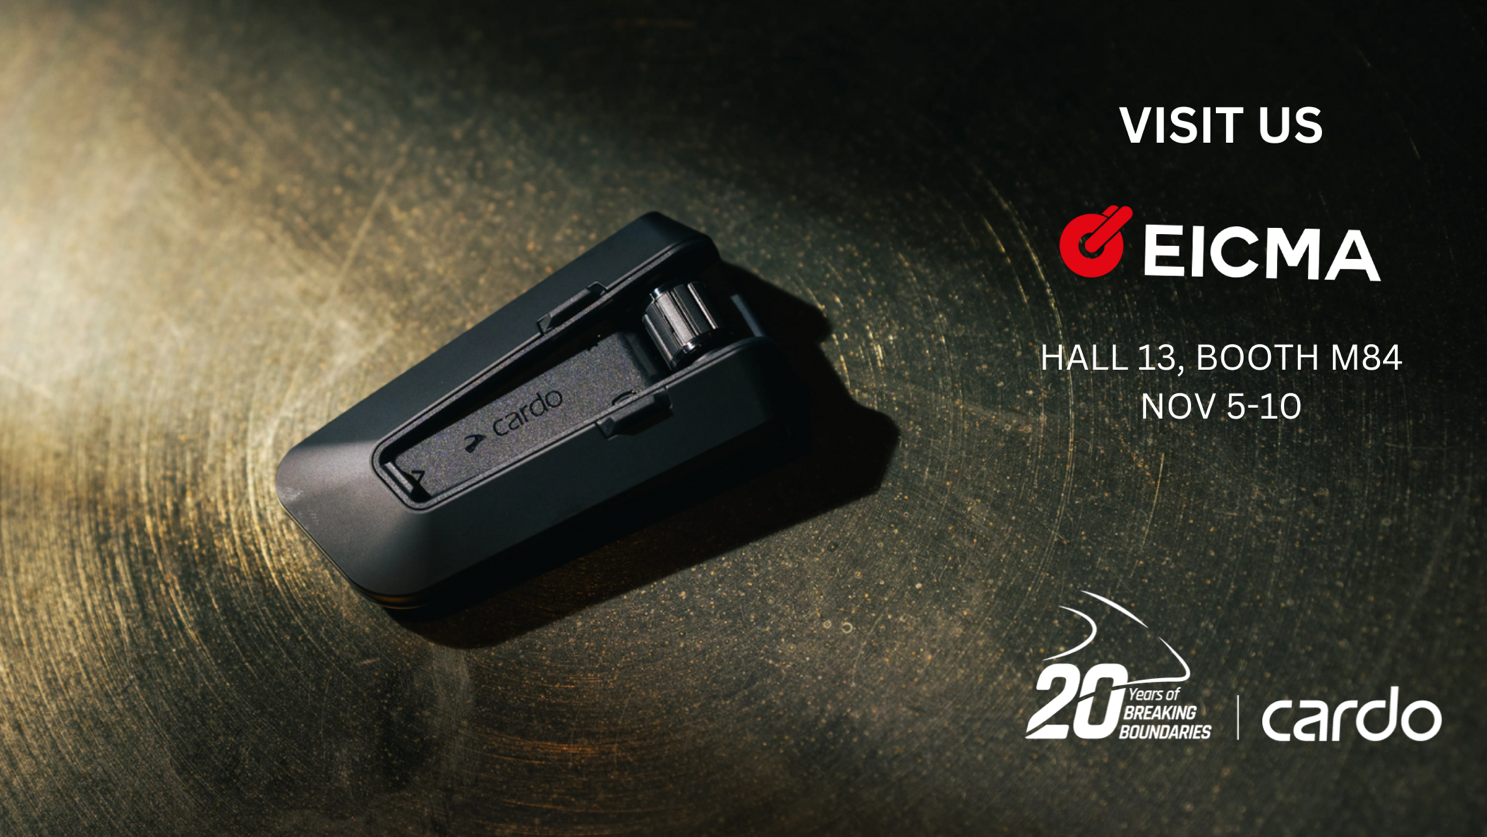 VISIT US
EICMA
HALL 13, BOOTH M84
NOV 5-10
cardo
20 Years of
BREAKING
BOUNDARIES
cardo